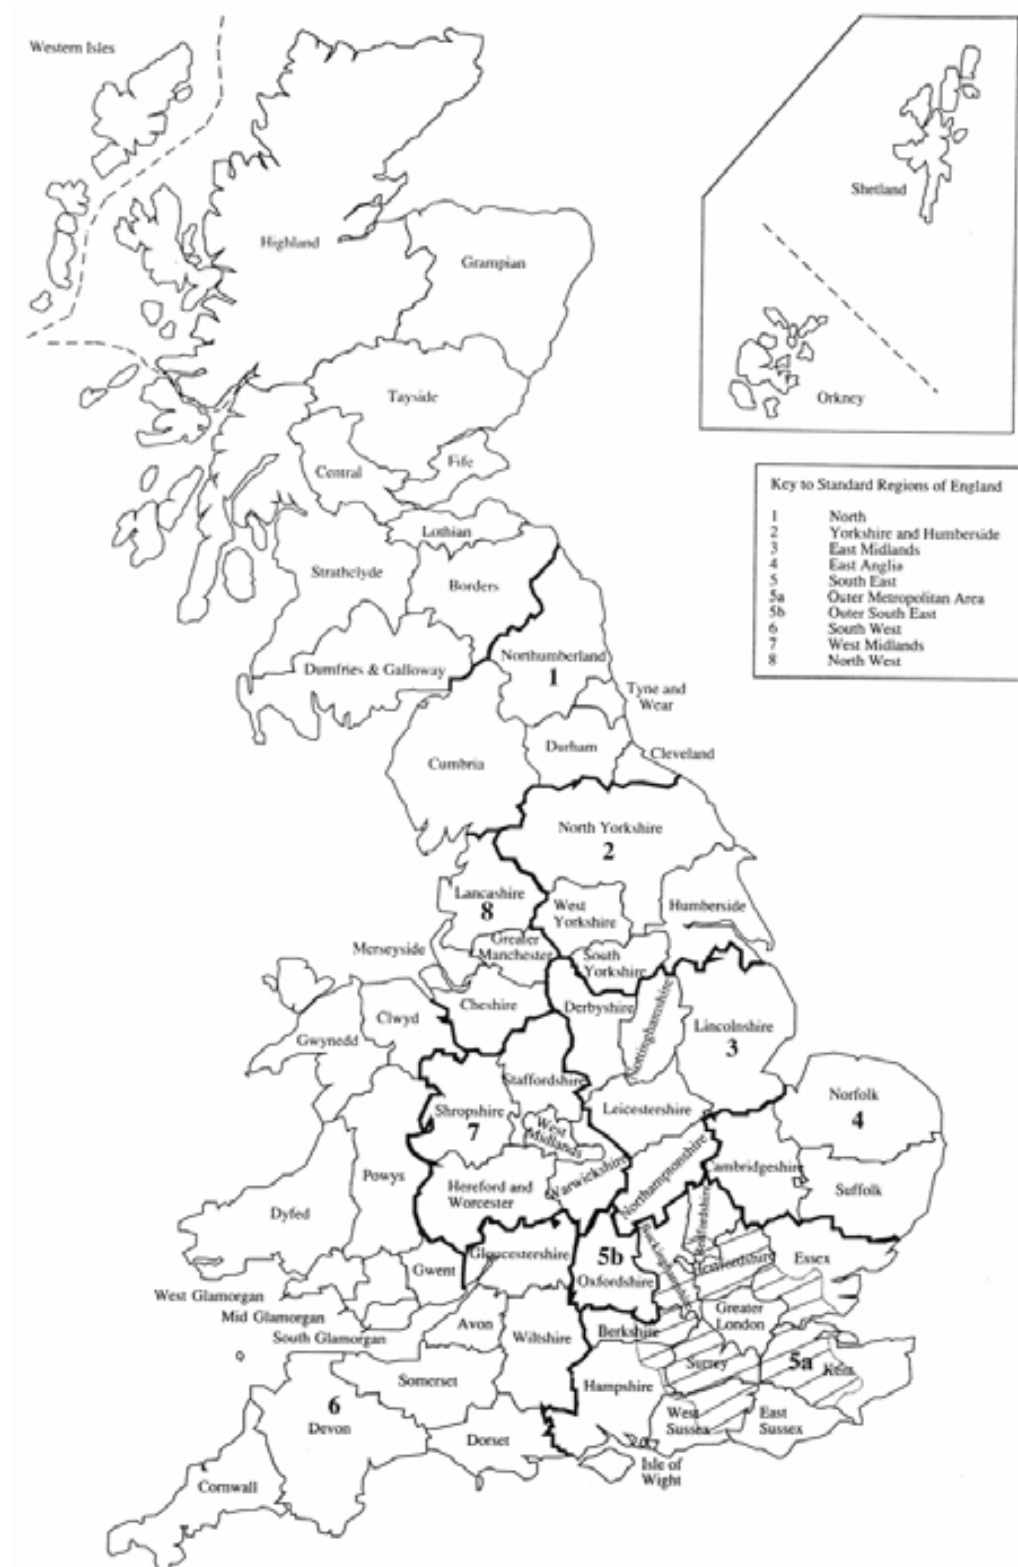 Western Isles
Shetland
Highland
Grampian
Orkney
Tayside
Fife
Central
Key to Standard Regions of England
1 North
2 Yorkshire and Humberside
3 East Midlands
4 East Anglia
5 South East
5a Outer Metropolitan Area
5b Outer South East
6 South West
7 West Midlands
8 North West
Lothian
Strathclyde
Borders
Northumberland
1
Dumfries & Galloway
Tyne and
Wear
Durham
Cleveland
Cumbria
North Yorkshire
2
Lancashire
8
West
Yorkshire
Humberside
Merseyside
Greater
Manchester
South
Yorkshire
Cheshire
Derbyshire
Nottinghamshire
Lincolnshire
3
Clwyd
Gwynedd
Staffordshire
Shropshire
7
West
Midlands
Leicestershire
Norfolk
4
Powys
Hereford and
Worcester
Warwickshire
Northamptonshire
Cambridgeshire
Suffolk
Dyfed
Gwent
Gloucestershire
5b
Oxfordshire
Buckinghamshire
Bedfordshire
Hertfordshire
Essex
West Glamorgan
Mid Glamorgan
South Glamorgan
Avon
Wiltshire
Berkshire
Greater
London
Surrey
5a
Kent
Somerset
Hampshire
West
Sussex
East
Sussex
6
Devon
Dorset
Isle of
Wight
Cornwall